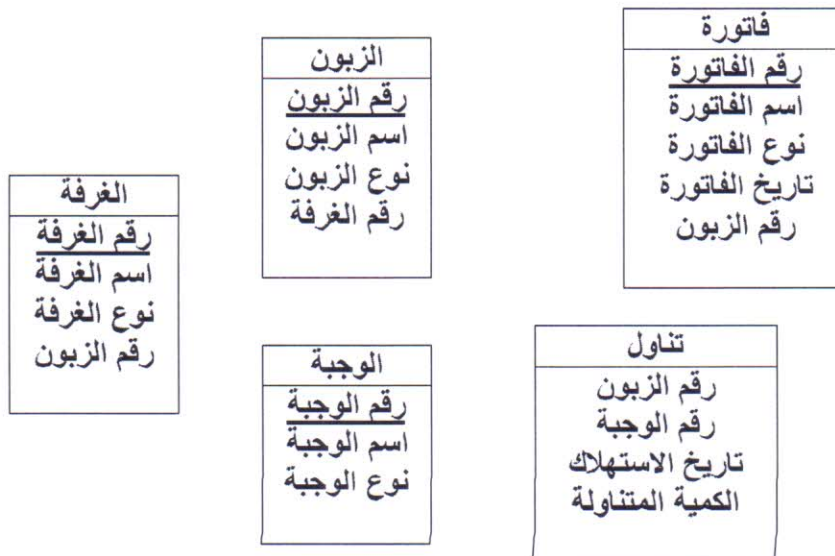 فاتورة
رقم الفاتورة
اسم الفاتورة
نوع الفاتورة
تاريخ الفاتورة
رقم الزبون
الزبون
رقم الزبون
اسم الزبون
نوع الزبون
رقم الغرفة
الغرفة
رقم الغرفة
اسم الغرفة
نوع الغرفة
رقم الزبون
تناول
رقم الزبون
رقم الوجبة
تاريخ الاستهلاك
الكمية المتناولة
الوجبة
رقم الوجبة
اسم الوجبة
نوع الوجبة